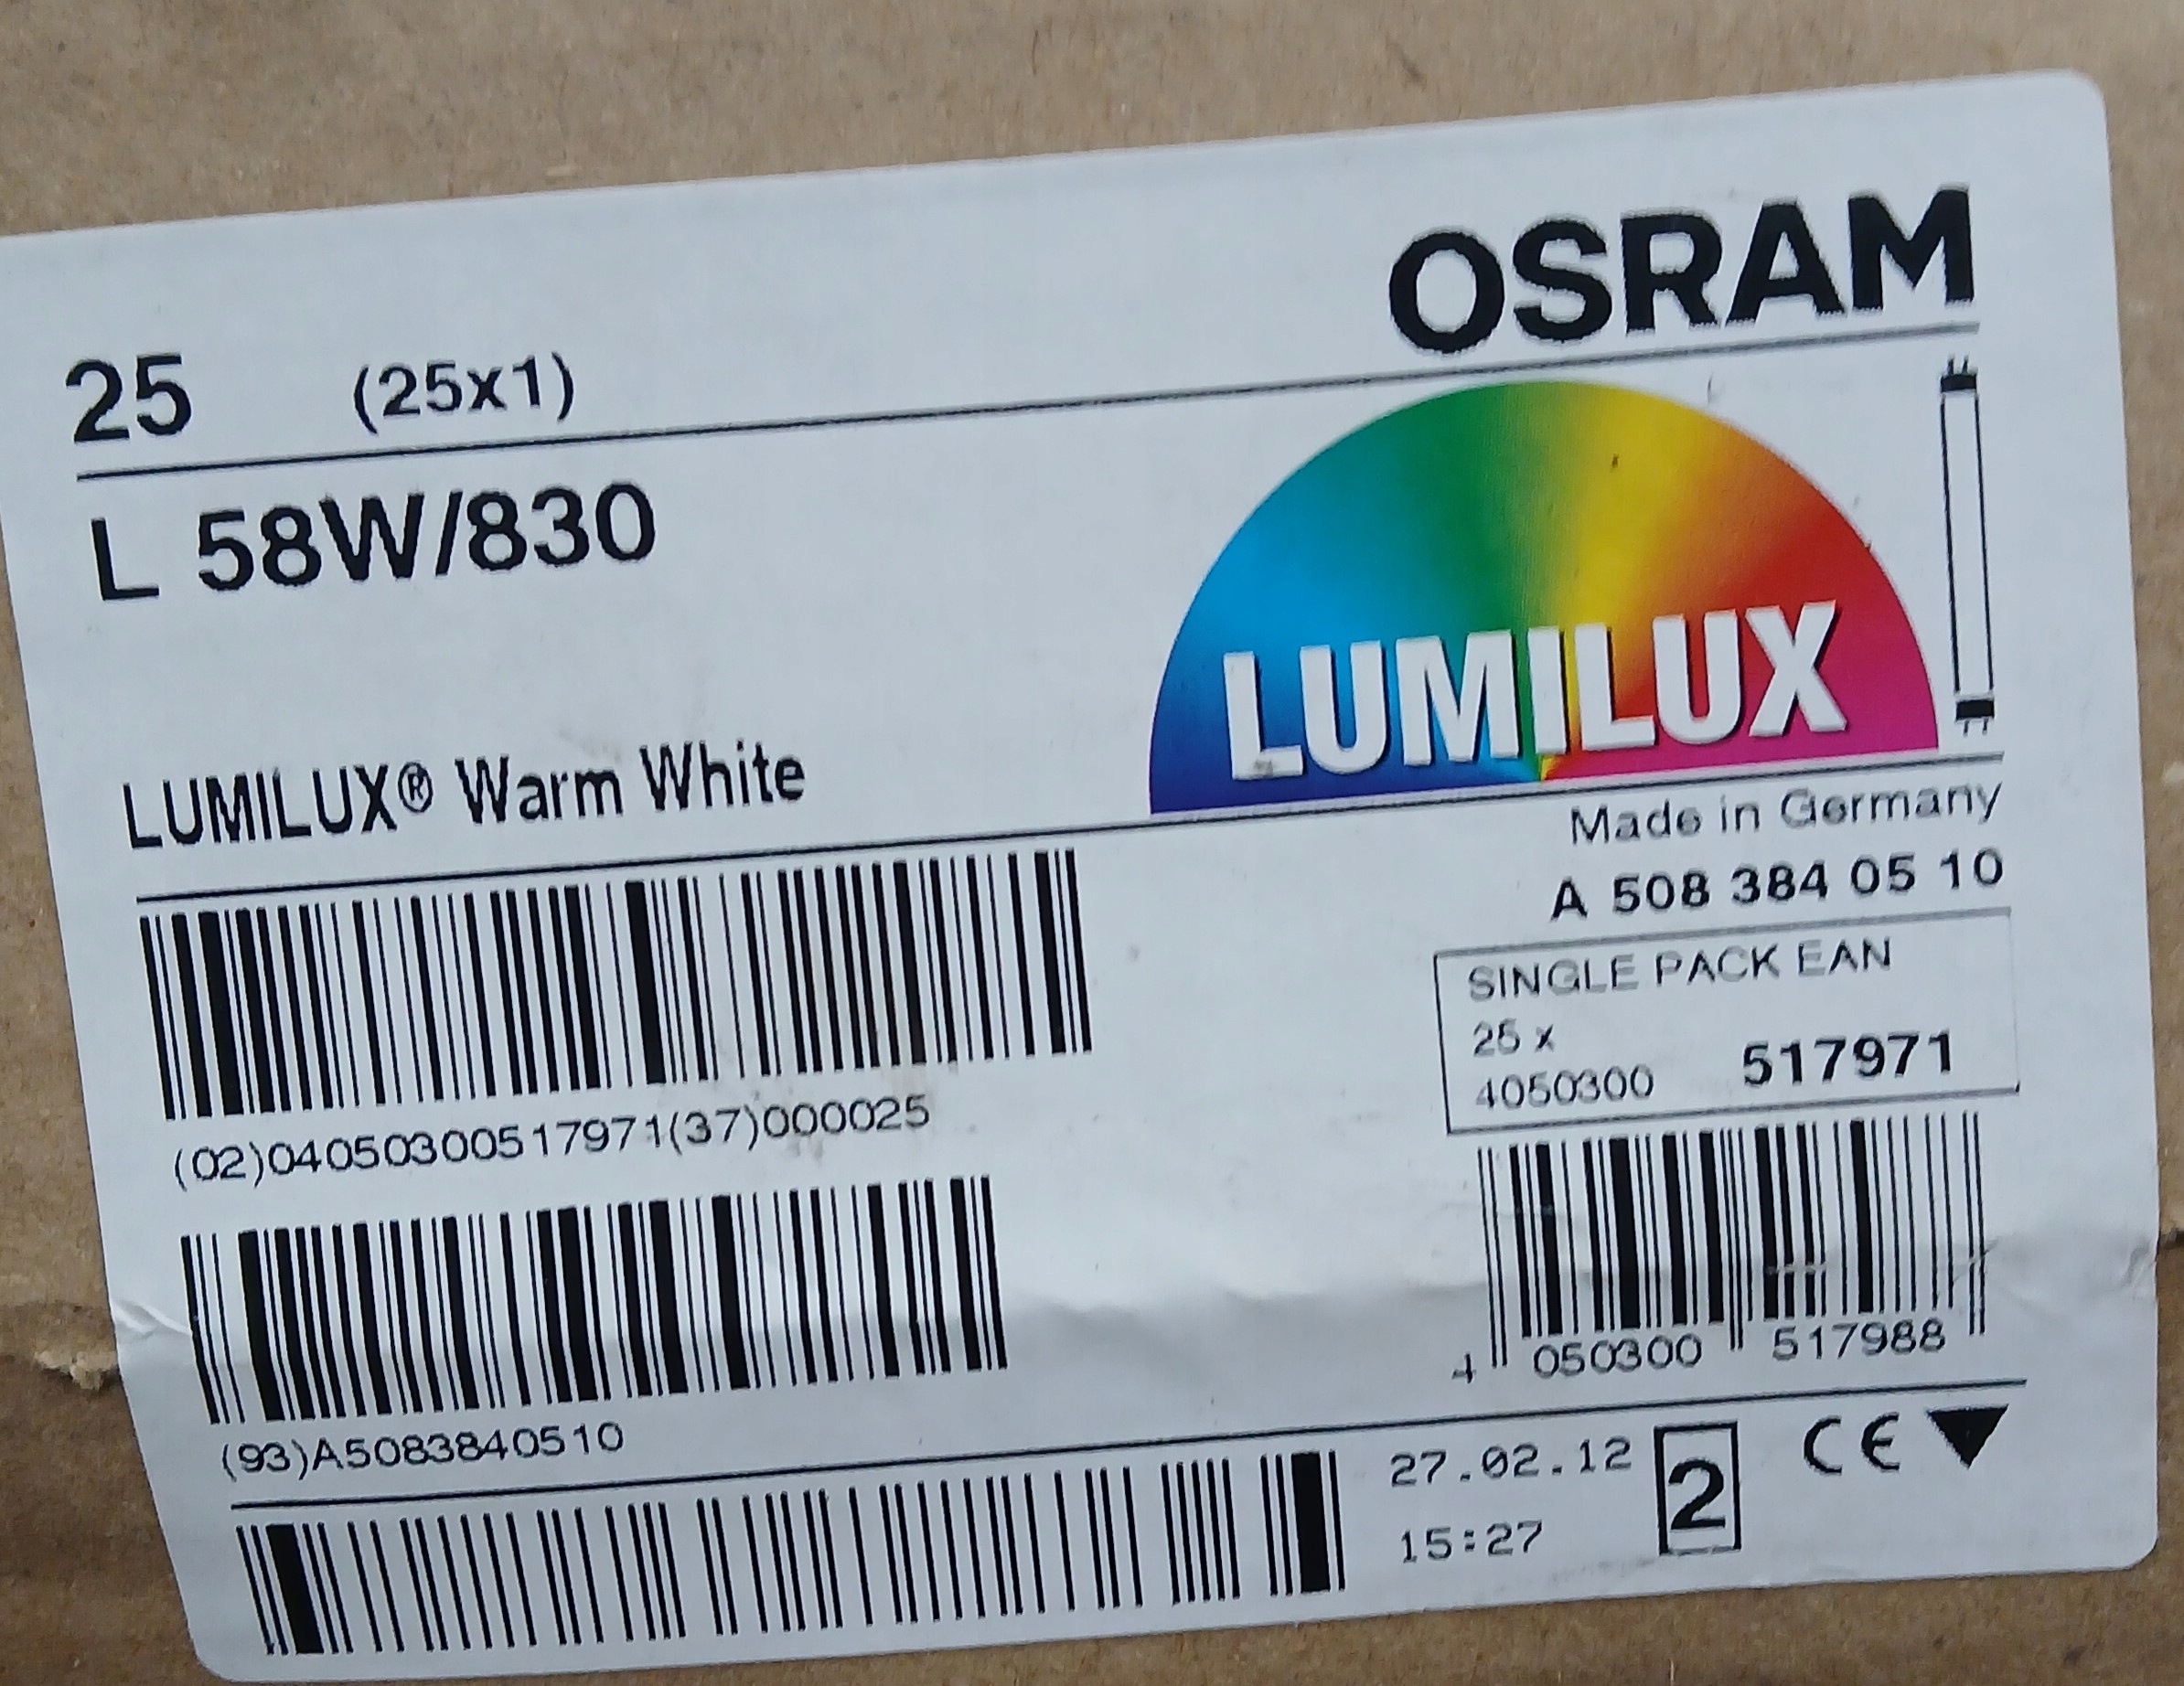 OSRAM
25 (25x1)
L 58W/830
LUMILUX
LUMILUX® Warm White
Made in Germany
A 508 384 05 10
SINGLE PACK EAN
25 x
4050300 517971
(02)04050300517971(37)000025
4 050300 517988
(93)A5083840510
27.02.12 2 CE
15:27